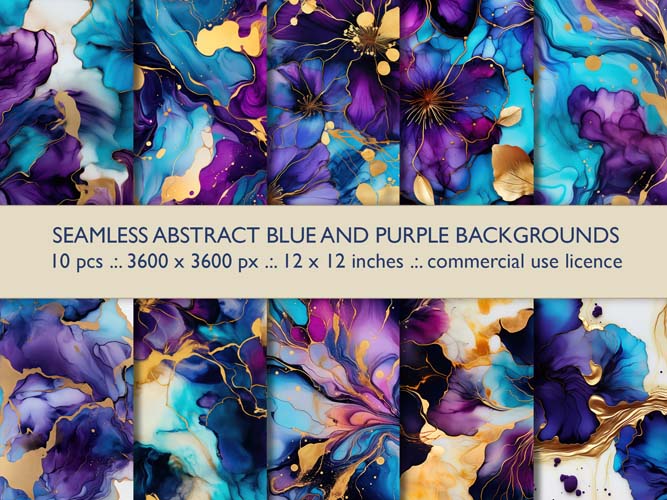 SEAMLESS ABSTRACT BLUE AND PURPLE BACKGROUNDS
10 pcs .:. 3600 x 3600 px .:. 12 x 12 inches .:. commercial use licence